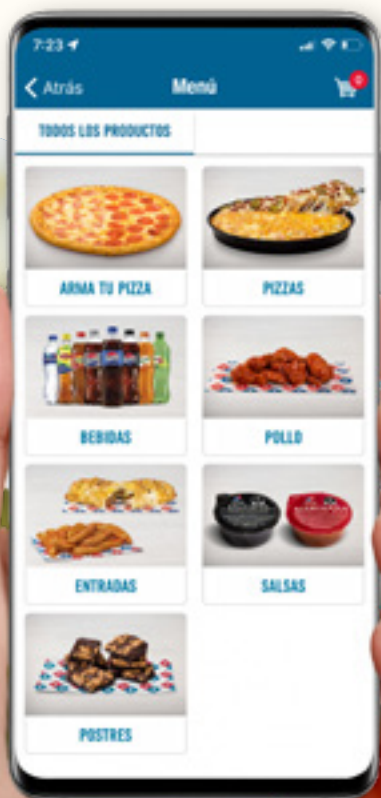 7:23
Atrás
Menú
0
TODOS LOS PRODUCTOS
ARMA TU PIZZA
PIZZAS
BEBIDAS
POLLO
ENTRADAS
SALSAS
POSTRES